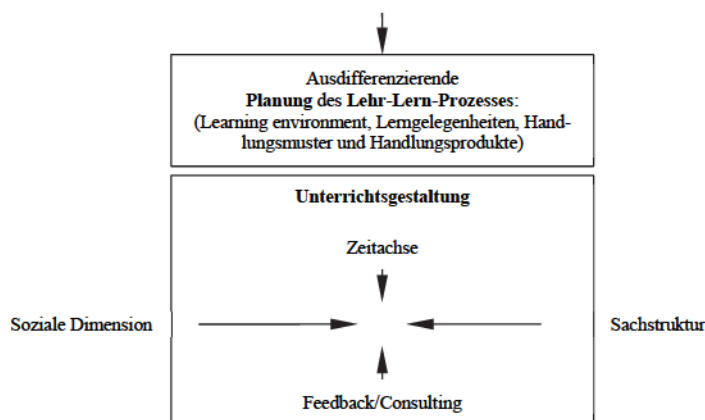 Ausdifferenzierende
Planung des Lehr-Lern-Prozesses:
(Learning environment, Lerngelegenheiten, Hand-
lungsmuster und Handlungsprodukte)
Unterrichtsgestaltung
Zeitachse
Soziale Dimension
Sachstruktur
Feedback/Consulting